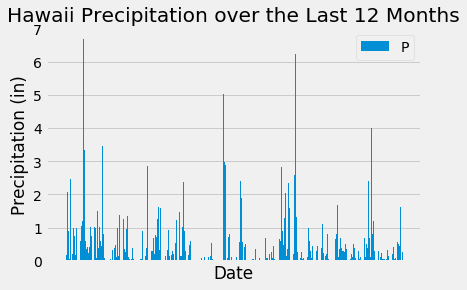 Hawaii Precipitation over the Last 12 Months
7
6
5
4
3
2
1
0
Precipitation (in)
P
Date